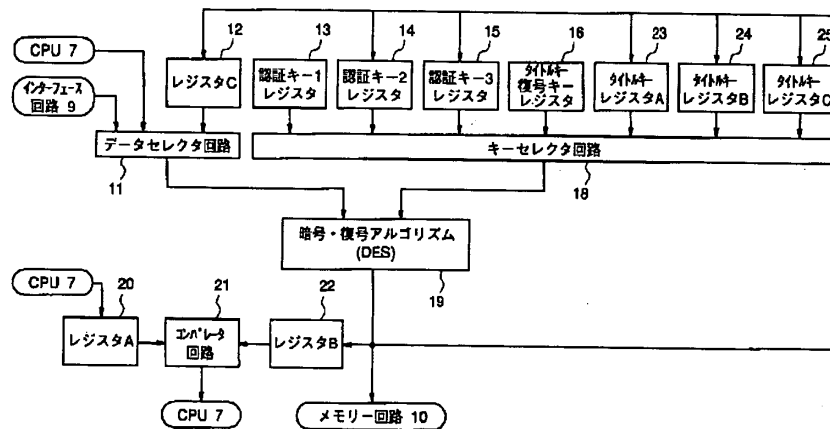 12
13
14
15
16
23
24
25
CPU 7
インターフェース
回路 9
レジスタC
認証キー1
レジスタ
認証キー2
レジスタ
認証キー3
レジスタ
タイトルキー
復号キー
レジスタ
タイトルキー
レジスタA
タイトルキー
レジスタB
タイトルキー
レジスタC
データセレクタ回路
キーセレクタ回路
11
18
暗号・復号アルゴリズム
(DES)
19
CPU 7
20
21
22
レジスタA
コンパレータ
回路
レジスタB
CPU 7
メモリー回路 10